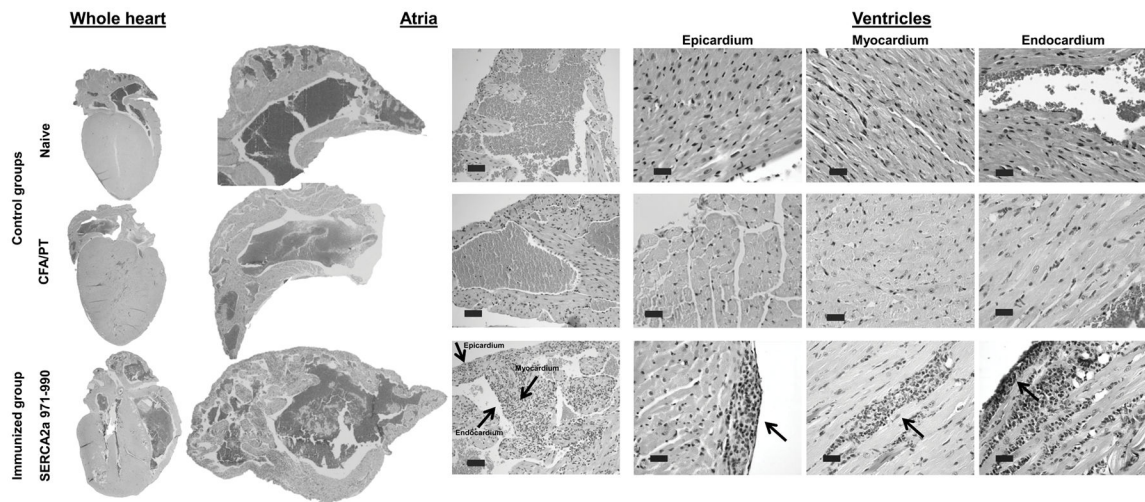 Whole heart
Atria
Ventricles
Epicardium
Myocardium
Endocardium
Control groups
Naive
CFA/PT
Immunized group
SERCA2a 971-990
Epicardium
Myocardium
Endocardium